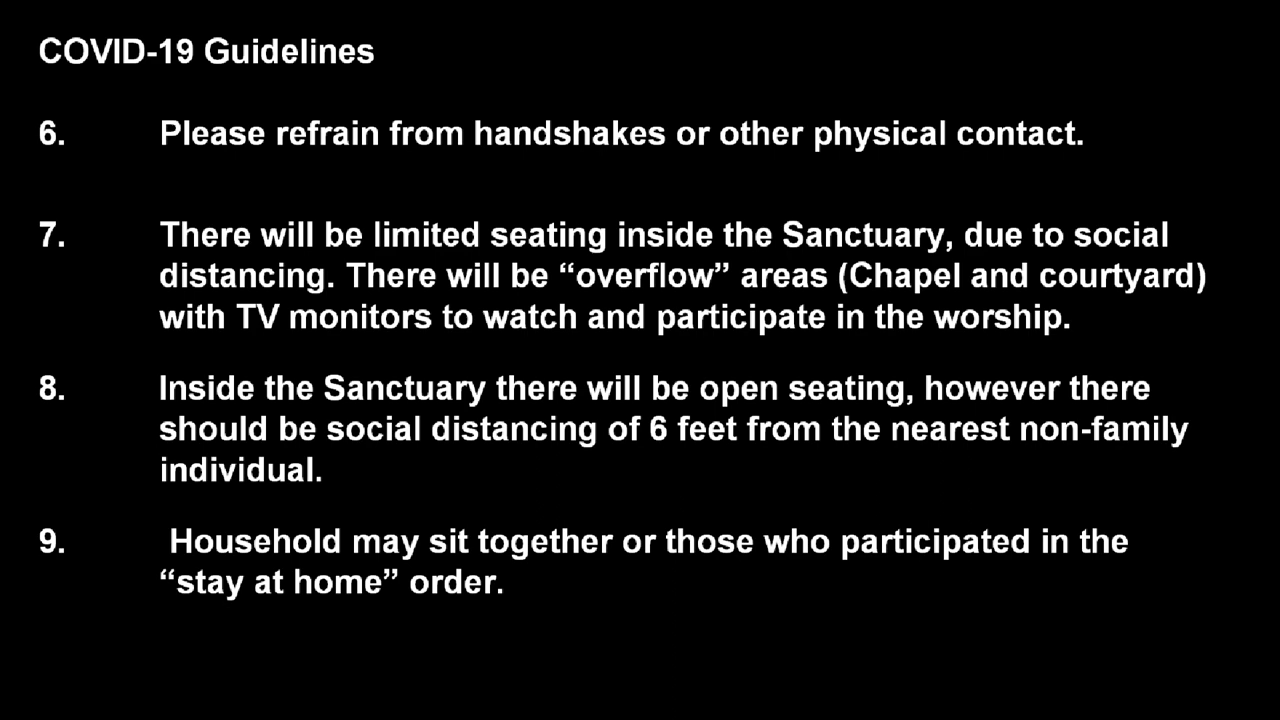 COVID-19 Guidelines
6. Please refrain from handshakes or other physical contact.
7. There will be limited seating inside the Sanctuary, due to social
distancing. There will be “overflow” areas (Chapel and courtyard)
with TV monitors to watch and participate in the worship.
8. Inside the Sanctuary there will be open seating, however there
should be social distancing of 6 feet from the nearest non-family
individual.
9. Household may sit together or those who participated in the
“stay at home” order.